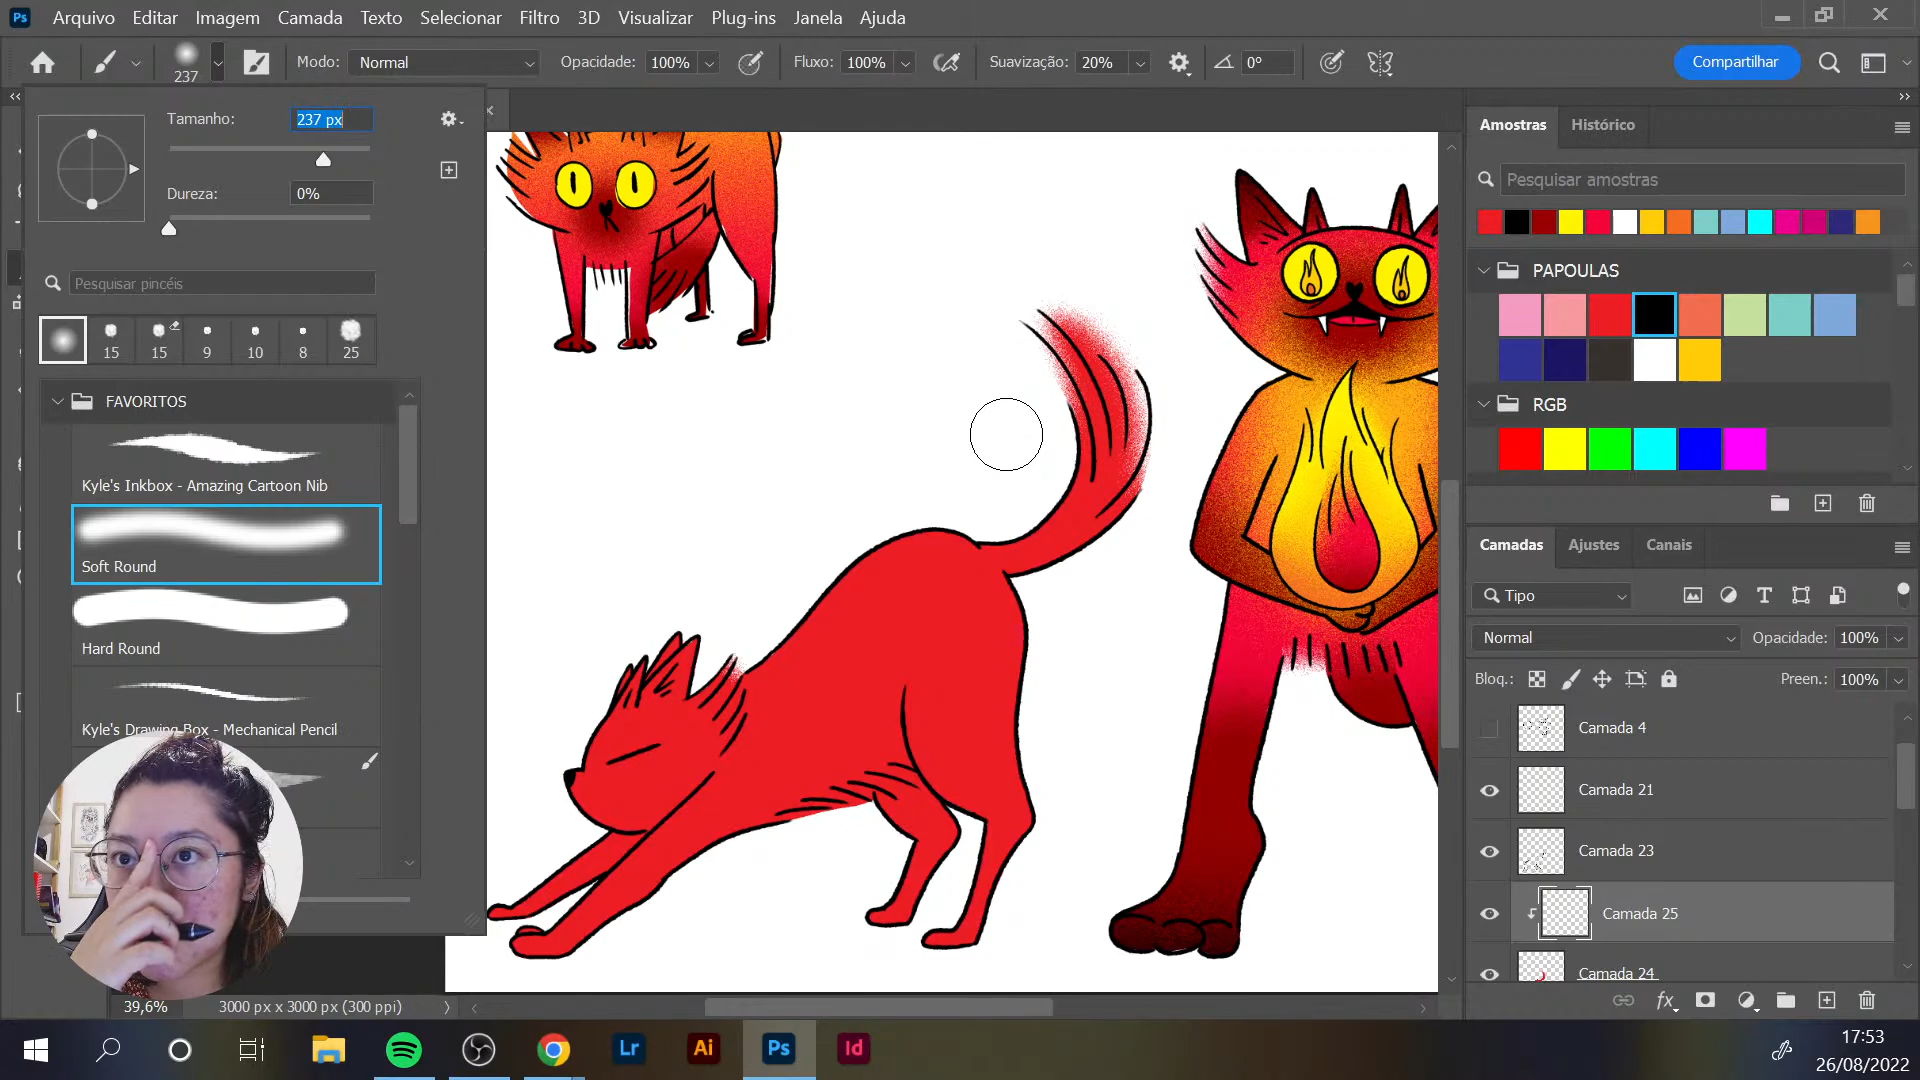 Ps Arquivo Editar Imagem Camada Texto Selecionar Filtro 3D Visualizar Plug-ins Janela Ajuda
237 Modo: Normal Opacidade: 100% Fluxo: 100% Suavização: 20% 0° Compartilhar
Tamanho: 237 px
Dureza: 0%
Pesquisar pincéis
15 15 9 10 8 25
FAVORITOS
Kyle's Inkbox - Amazing Cartoon Nib
Soft Round
Hard Round
Kyle's Drawing Box - Mechanical Pencil
Amostras Histórico
Pesquisar amostras
PAPOULAS
RGB
Camadas Ajustes Canais
Tipo
Normal Opacidade: 100%
Bloq.: Preen.: 100%
Camada 4
Camada 21
Camada 23
Camada 25
Camada 24
39,6% 3000 px x 3000 px (300 ppi)
Lr Ai Ps Id
17:53
26/08/2022